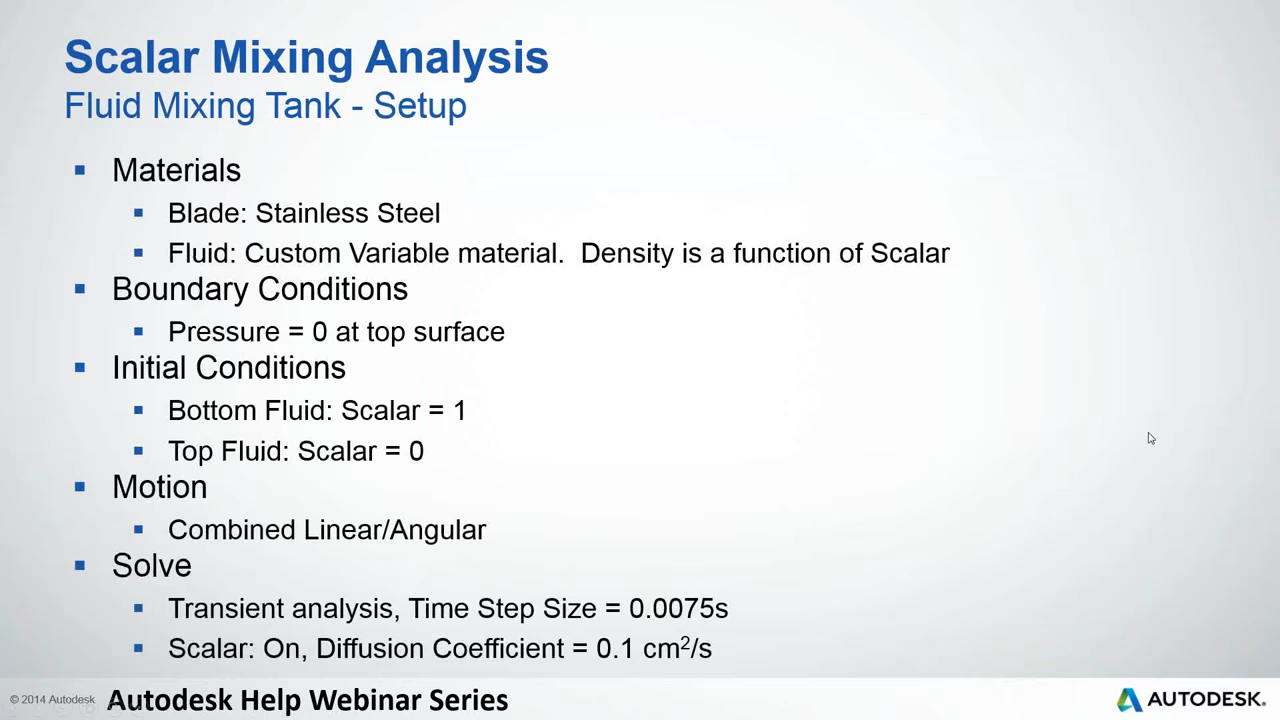 Scalar Mixing Analysis
Fluid Mixing Tank - Setup
Materials
Blade: Stainless Steel
Fluid: Custom Variable material.  Density is a function of Scalar
Boundary Conditions
Pressure = 0 at top surface
Initial Conditions
Bottom Fluid: Scalar = 1
Top Fluid: Scalar = 0
Motion
Combined Linear/Angular
Solve
Transient analysis, Time Step Size = 0.0075s
Scalar: On, Diffusion Coefficient = 0.1 cm²/s
© 2014 Autodesk Autodesk Help Webinar Series AUTODESK.